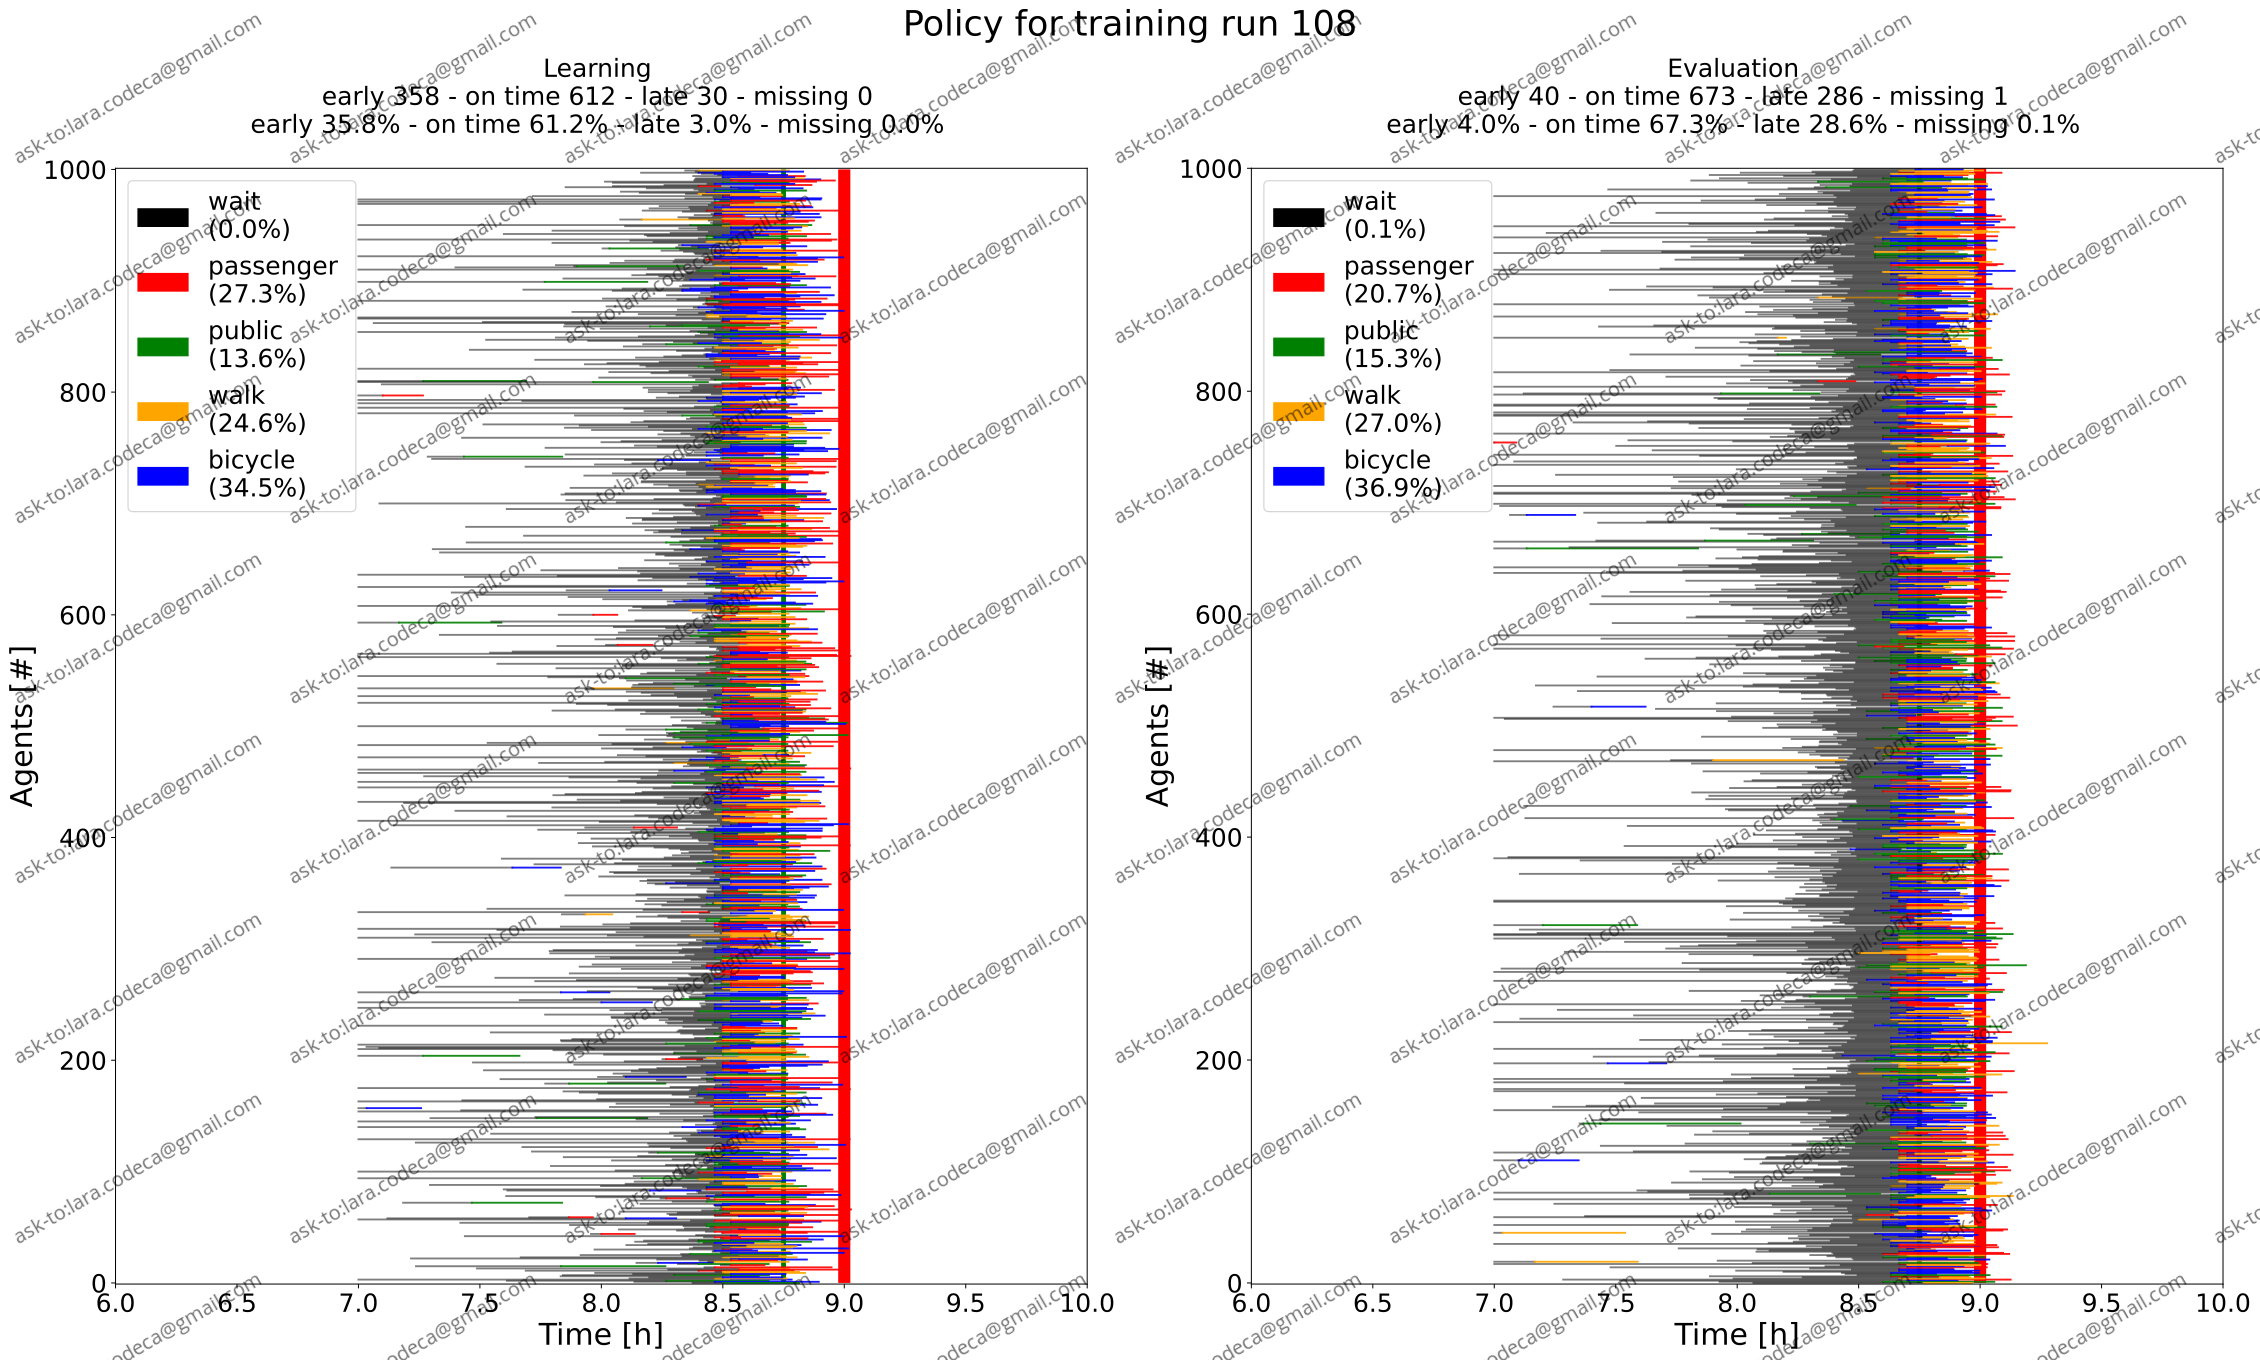 Policy for training run 108
Learning
early 358 - on time 612 - late 30 - missing 0
early 35.8% - on time 61.2% - late 3.0% - missing 0.0%
Evaluation
early 40 - on time 673 - late 286 - missing 1
early 4.0% - on time 67.3% - late 28.6% - missing 0.1%
1000
800
600
400
200
0
Agents [#]
wait
(0.0%)
passenger
(27.3%)
public
(13.6%)
walk
(24.6%)
bicycle
(34.5%)
6.0 6.5 7.0 7.5 8.0 8.5 9.0 9.5 10.0
Time [h]
1000
800
600
400
200
0
Agents [#]
wait
(0.1%)
passenger
(20.7%)
public
(15.3%)
walk
(27.0%)
bicycle
(36.9%)
6.0 6.5 7.0 7.5 8.0 8.5 9.0 9.5 10.0
Time [h]
ask-to:lara.codeca@gmail.com